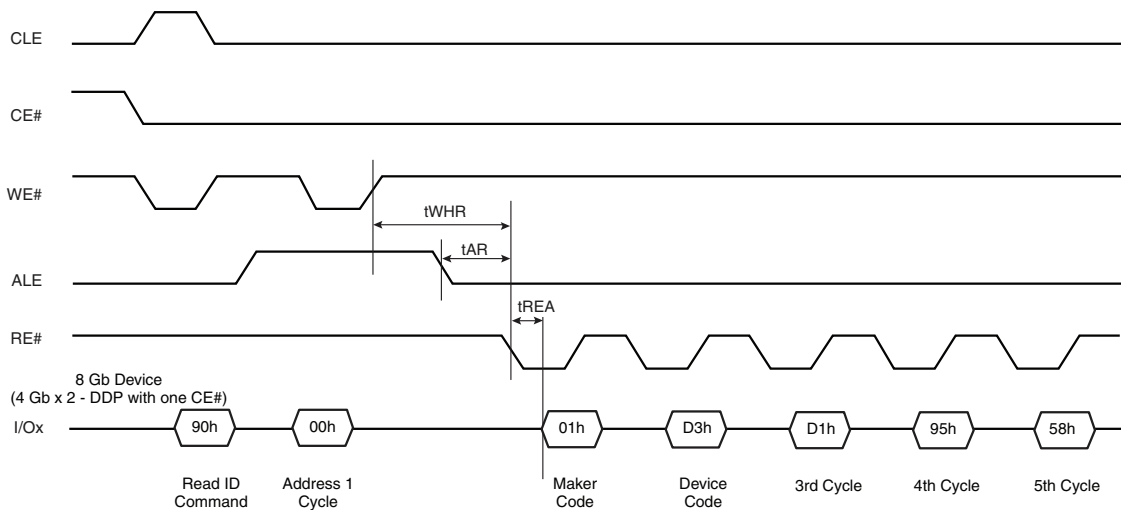 CLE
CE#
WE#
tWHR
tAR
ALE
tREA
RE#
8 Gb Device
(4 Gb x 2 - DDP with one CE#)
I/Ox
90h
00h
01h
D3h
D1h
95h
58h
Read ID
Command
Address 1
Cycle
Maker
Code
Device
Code
3rd Cycle
4th Cycle
5th Cycle